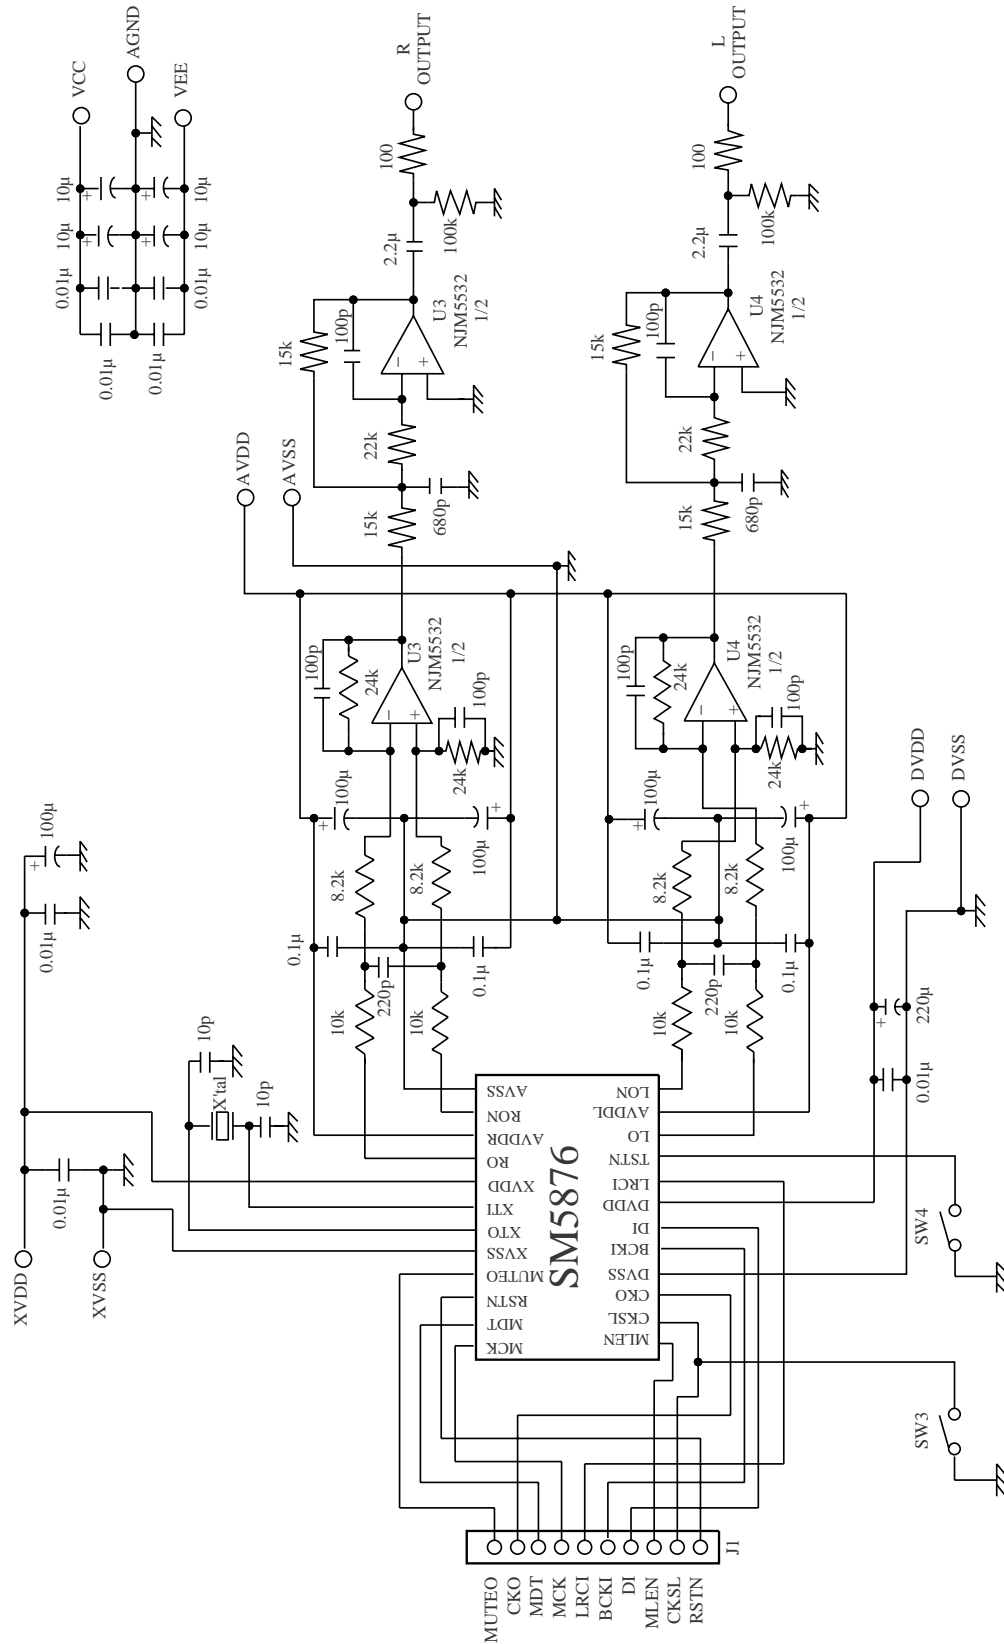 VCC
AGND
VEE
10µ
+
10µ
+
0.01µ
0.01µ
10µ
+
10µ
+
0.01µ
0.01µ
R
OUTPUT
100
100k
2.2µ
U3
NJM5532
1/2
100p
15k
−
+
22k
680p
15k
L
OUTPUT
100
100k
2.2µ
U4
NJM5532
1/2
100p
15k
−
+
22k
680p
15k
AVDD
AVSS
100p
24k
U3
NJM5532
1/2
−
+
100p
24k
100µ
+
100µ
+
8.2k
8.2k
0.1µ
0.1µ
220p
10k
10k
100p
24k
U4
NJM5532
1/2
−
+
100p
24k
100µ
+
100µ
+
8.2k
8.2k
0.1µ
0.1µ
220p
10k
10k
100µ
+
0.01µ
10p
X'tal
10p
0.01µ
XVDD
XVSS
DVDD
DVSS
220µ
+
0.01µ
SM5876
AVSS
RON
AVDDR
RO
XVDD
XTI
XTO
XVSS
MUTEO
RSTN
MDT
MCK
LON
AVDDL
LO
TSTN
LRCI
DVDD
DI
BCKI
DVSS
CKO
CKSL
MLEN
SW4
SW3
J1
MUTEO
CKO
MDT
MCK
LRCI
BCKI
DI
MLEN
CKSL
RSTN